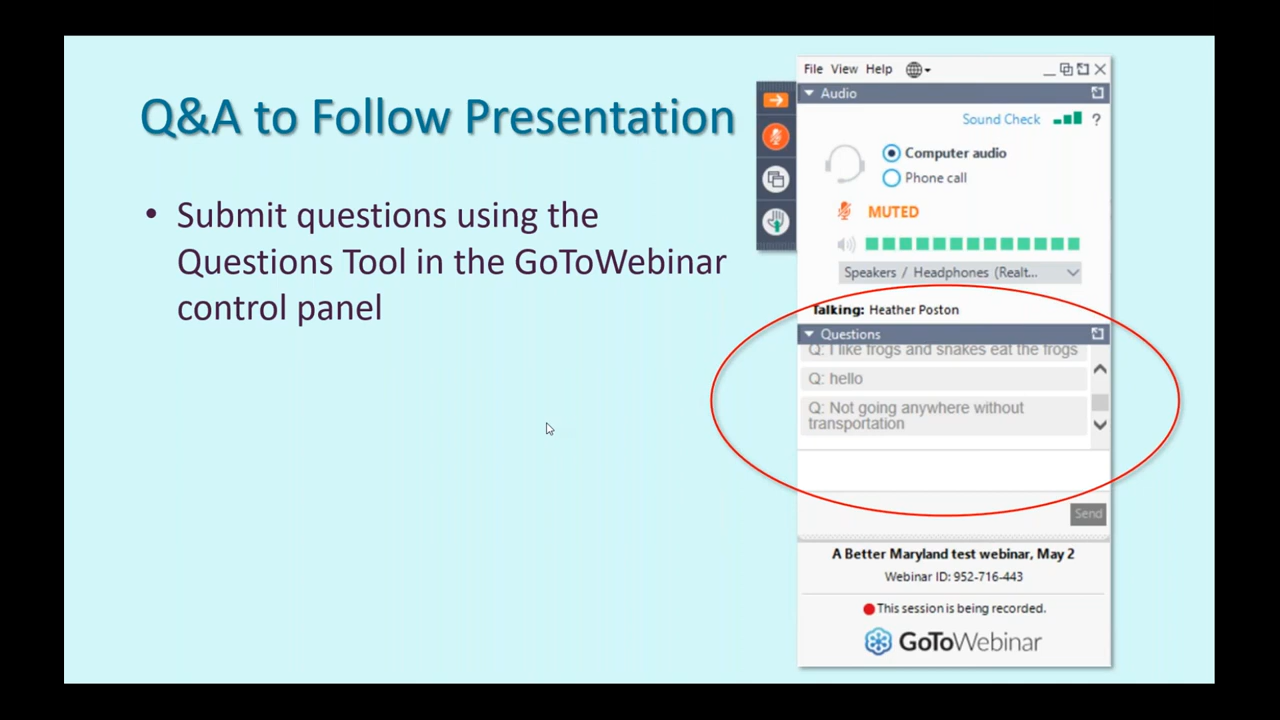 Q&A to Follow Presentation
• Submit questions using the
Questions Tool in the GoToWebinar
control panel
File View Help
Audio
Sound Check ?
Computer audio
Phone call
MUTED
Speakers / Headphones (Realt...
Talking: Heather Poston
Questions
Q: I like frogs and snakes eat the frogs
Q: hello
Q: Not going anywhere without
transportation
Send
A Better Maryland test webinar, May 2
Webinar ID: 952-716-443
This session is being recorded.
GoToWebinar